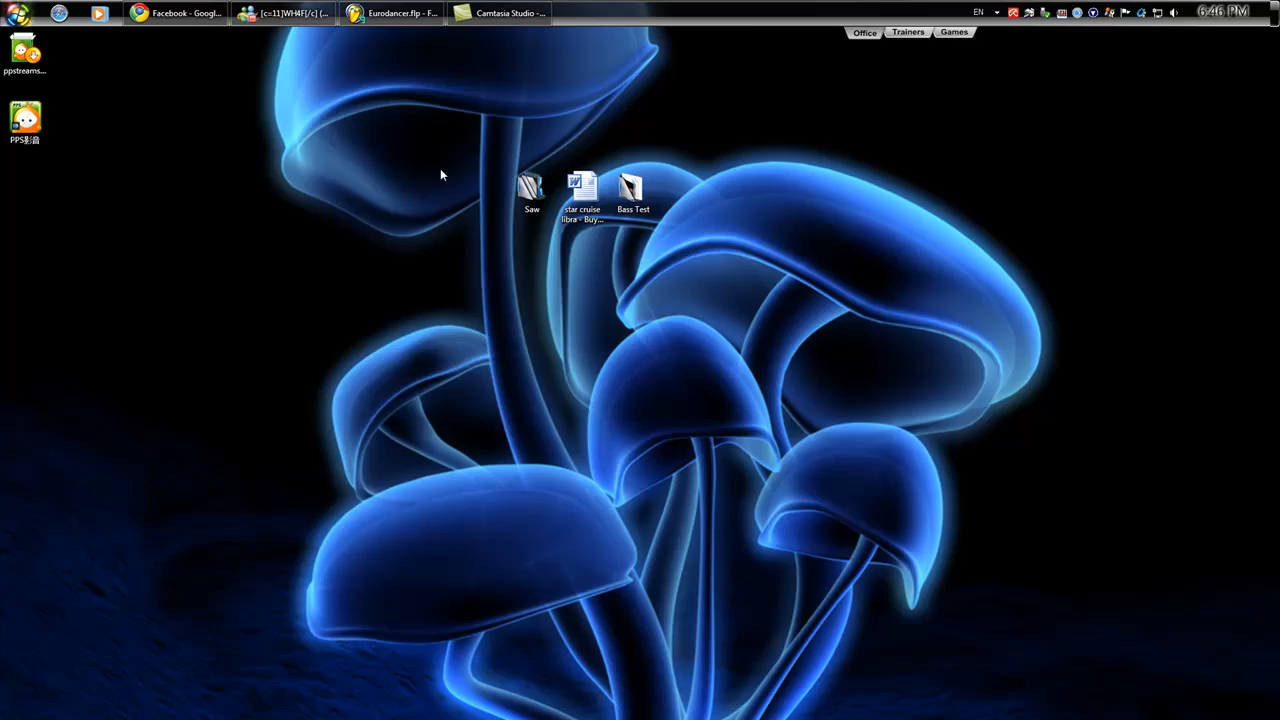 Facebook - Googl...
[c=11]WH4F[/c] (...
Eurodancer.flp - F...
Camtasia Studio -...
EN
6:46 PM
Office
Trainers
Games
ppstreams...
PPS影音
Saw
star cruise
libra - Buy...
Bass Test